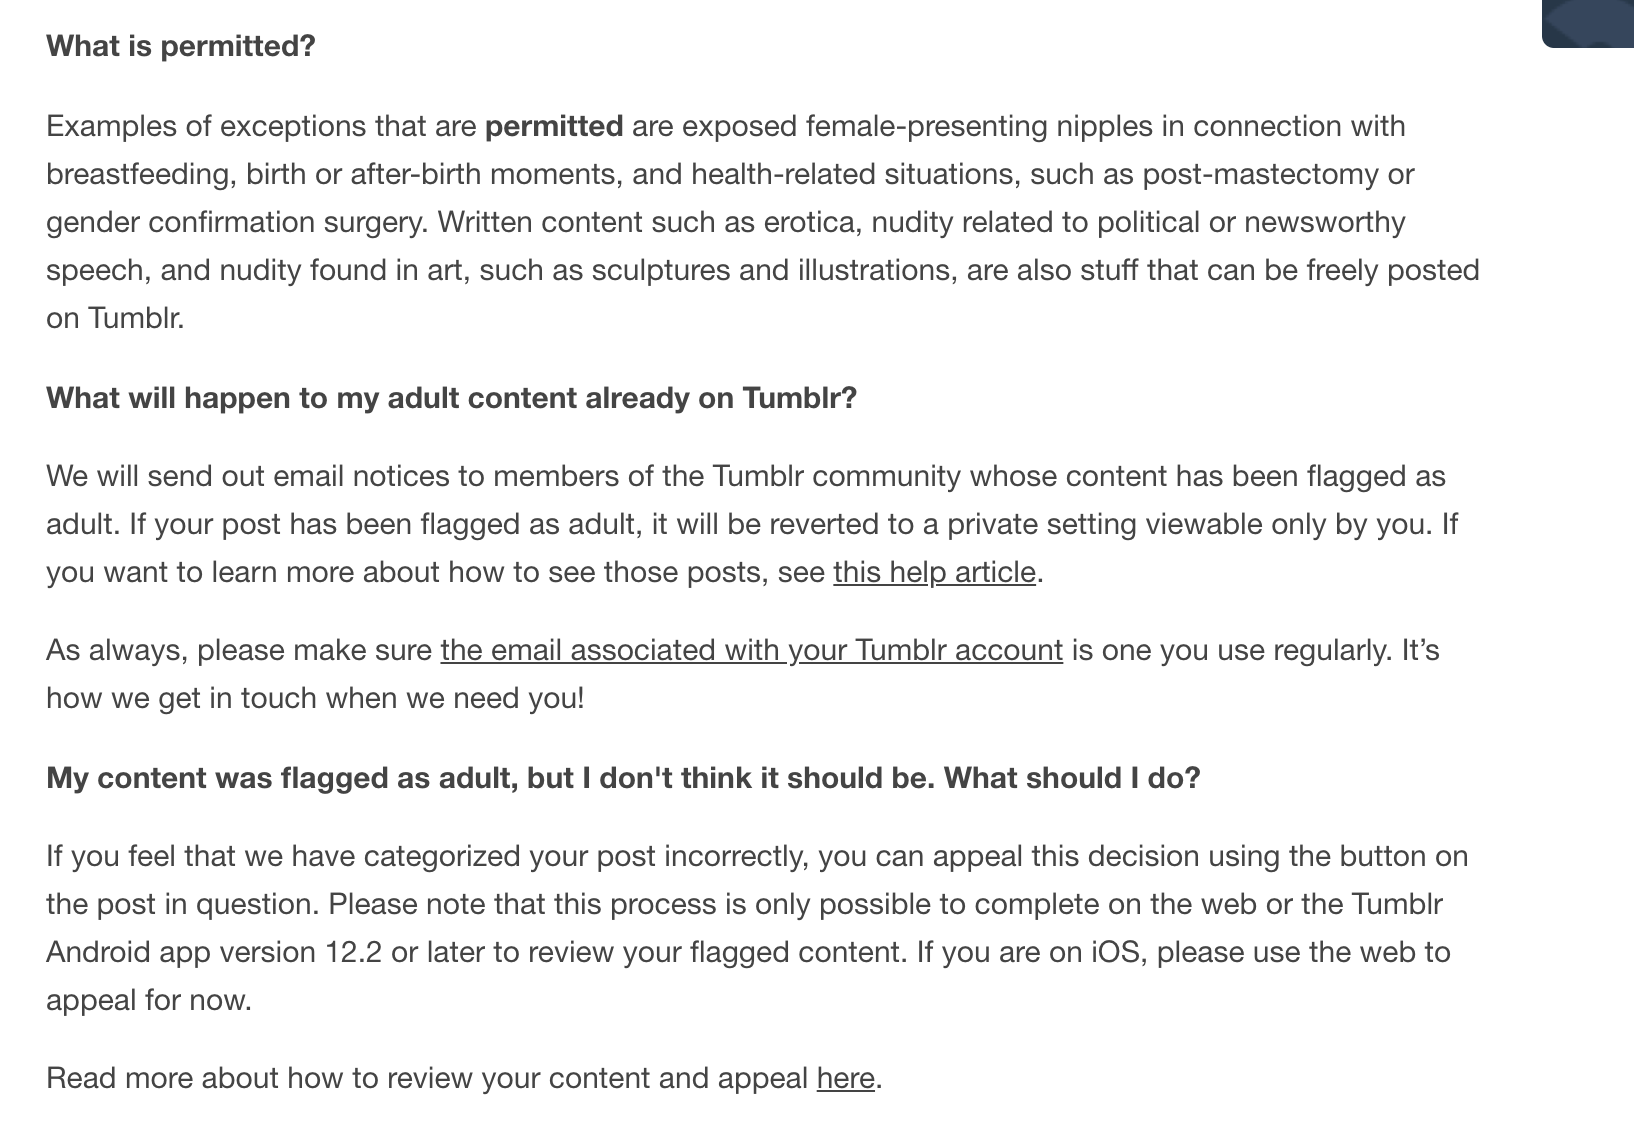 What is permitted?
Examples of exceptions that are permitted are exposed female-presenting nipples in connection with
breastfeeding, birth or after-birth moments, and health-related situations, such as post-mastectomy or
gender confirmation surgery. Written content such as erotica, nudity related to political or newsworthy
speech, and nudity found in art, such as sculptures and illustrations, are also stuff that can be freely posted
on Tumblr.
What will happen to my adult content already on Tumblr?
We will send out email notices to members of the Tumblr community whose content has been flagged as
adult. If your post has been flagged as adult, it will be reverted to a private setting viewable only by you. If
you want to learn more about how to see those posts, see this help article.
As always, please make sure the email associated with your Tumblr account is one you use regularly. It’s
how we get in touch when we need you!
My content was flagged as adult, but I don't think it should be. What should I do?
If you feel that we have categorized your post incorrectly, you can appeal this decision using the button on
the post in question. Please note that this process is only possible to complete on the web or the Tumblr
Android app version 12.2 or later to review your flagged content. If you are on iOS, please use the web to
appeal for now.
Read more about how to review your content and appeal here.